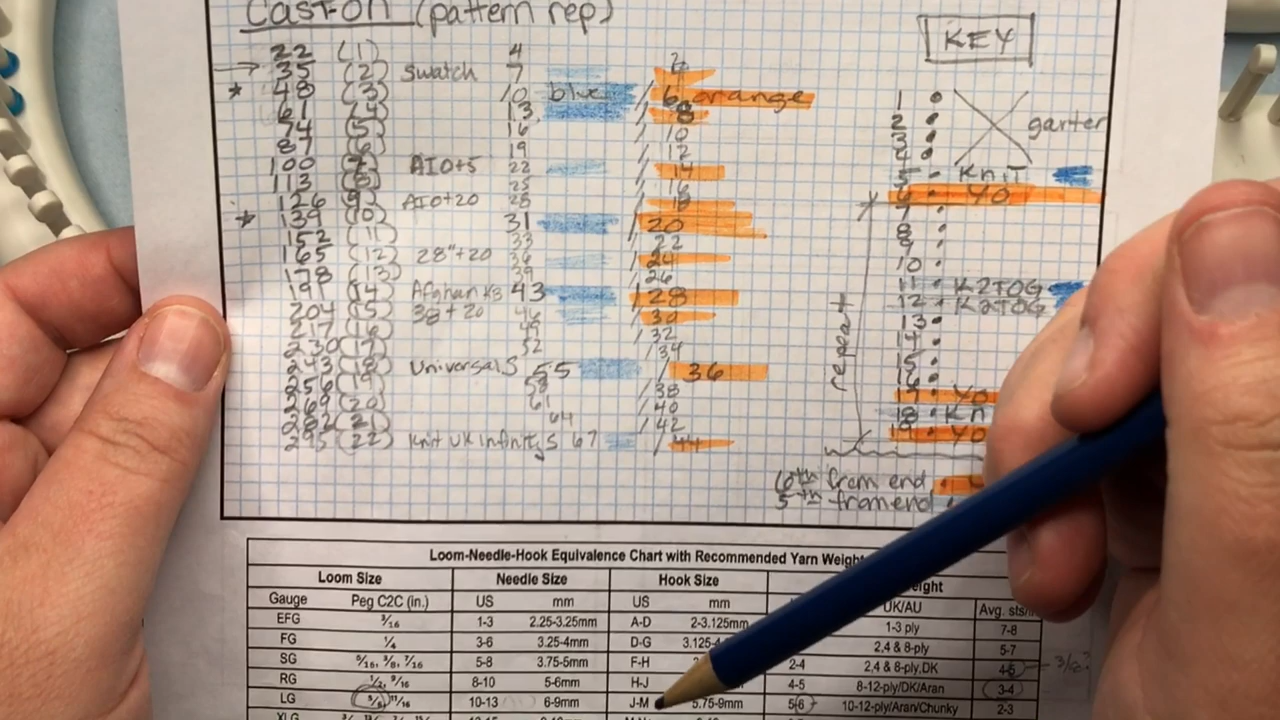 Cast-On (pattern rep)
KEY
22 (1) 4
35 (2) Swatch 7
48 (3) 10 blue / 6 orange
61 (4) 13 / 8
74 (5) 16 / 10
87 (6) 19 / 12
100 (7) AIO+5 22 / 14
113 (8) 25 / 16
126 (9) AIO+20 28 / 18
139 (10) 31 / 20
152 (11) 33 / 22
165 (12) 28"+20 36 / 24
178 (13) 39 / 26
191 (14) Afghan KB 43 / 28
204 (15) 38+20 46 / 30
217 (16) 49 / 32
230 (17) 52 / 34
243 (18) Universal S 55 / 36
256 (19) 58 / 38
269 (20) 61 / 40
282 (21) 64 / 42
295 (22) Knit UK Infinity S 67 / 44
1
2 garter
3
4
5 Knit
6 YO
7
8
9
10
11 K2TOG
12 K2TOG
13
14
15
16
17 YO
18 Kn
19 YO
repeat
6th from end
5th from end
Loom-Needle-Hook Equivalence Chart with Recommended Yarn Weight
Loom Size Needle Size Hook Size
Gauge Peg C2C (in.) US mm US mm UK/AU Avg. sts/
EFG 3/16 1-3 2.25-3.25mm A-D 2-3.125mm 1-3 ply 7-8
FG 1/4 3-6 3.25-4mm D-G 2,4 & 8-ply 5-7
SG 5/16, 3/8, 7/16 5-8 3.75-5mm F-H 2-4 2,4 & 8-ply,DK 4-5 3/8?
RG 1/2, 9/16 8-10 5-6mm H-J 4-5 8-12-ply/DK/Aran 3-4
LG 5/8, 11/16 10-13 6-9mm J-M 5.75-9mm 5-6 10-12-ply/Aran/Chunky 2-3
XLG